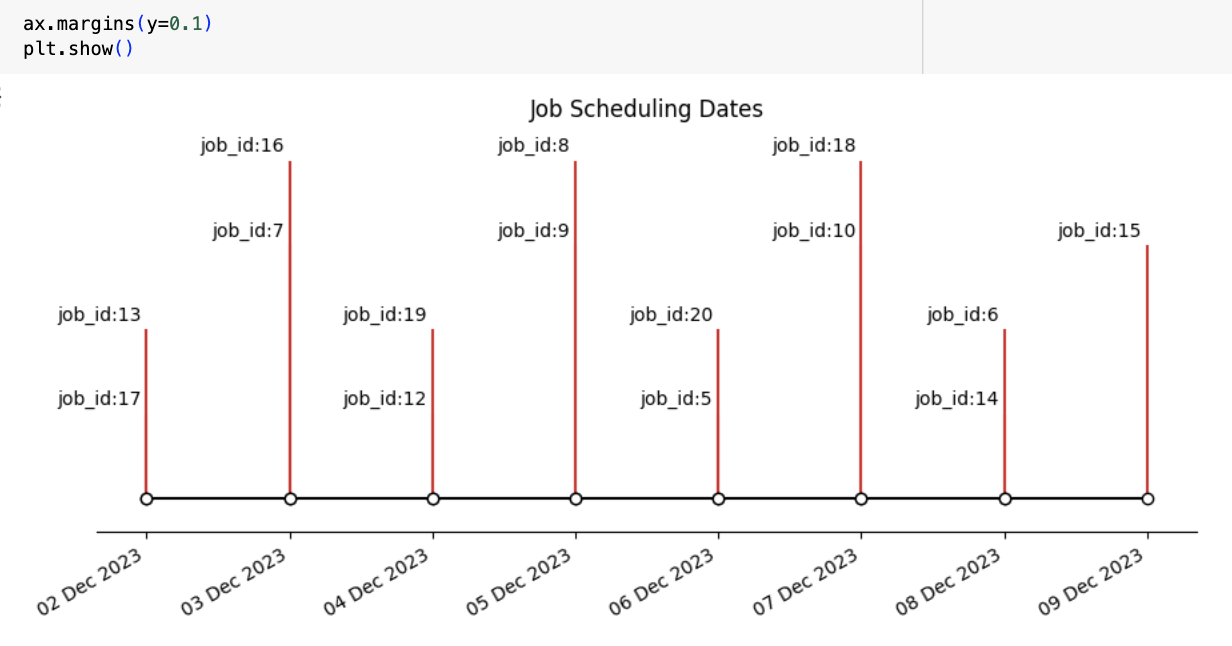 ax.margins(y=0.1)
plt.show()
Job Scheduling Dates
job_id:16
job_id:8
job_id:18
job_id:7
job_id:9
job_id:10
job_id:15
job_id:13
job_id:19
job_id:20
job_id:6
job_id:17
job_id:12
job_id:5
job_id:14
02 Dec 2023
03 Dec 2023
04 Dec 2023
05 Dec 2023
06 Dec 2023
07 Dec 2023
08 Dec 2023
09 Dec 2023